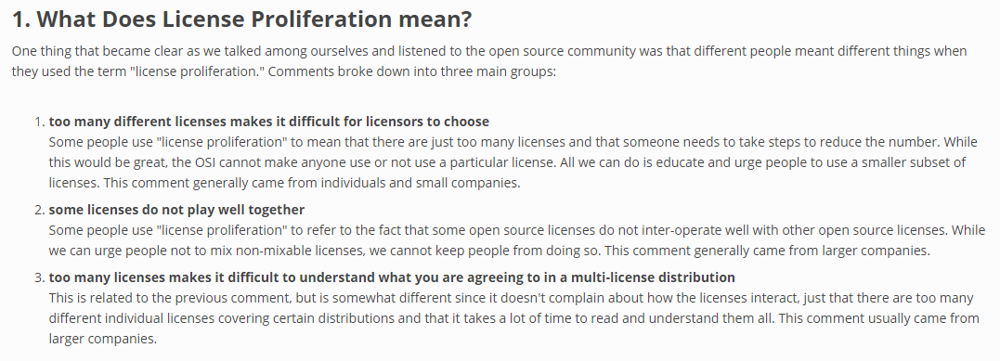 1. What Does License Proliferation mean?
One thing that became clear as we talked among ourselves and listened to the open source community was that different people meant different things when
they used the term "license proliferation." Comments broke down into three main groups:
1. too many different licenses makes it difficult for licensors to choose
Some people use "license proliferation" to mean that there are just too many licenses and that someone needs to take steps to reduce the number. While
this would be great, the OSI cannot make anyone use or not use a particular license. All we can do is educate and urge people to use a smaller subset of
licenses. This comment generally came from individuals and small companies.
2. some licenses do not play well together
Some people use "license proliferation" to refer to the fact that some open source licenses do not inter-operate well with other open source licenses. While
we can urge people not to mix non-mixable licenses, we cannot keep people from doing so. This comment generally came from larger companies.
3. too many licenses makes it difficult to understand what you are agreeing to in a multi-license distribution
This is related to the previous comment, but is somewhat different since it doesn't complain about how the licenses interact, just that there are too many
different individual licenses covering certain distributions and that it takes a lot of time to read and understand them all. This comment usually came from
larger companies.